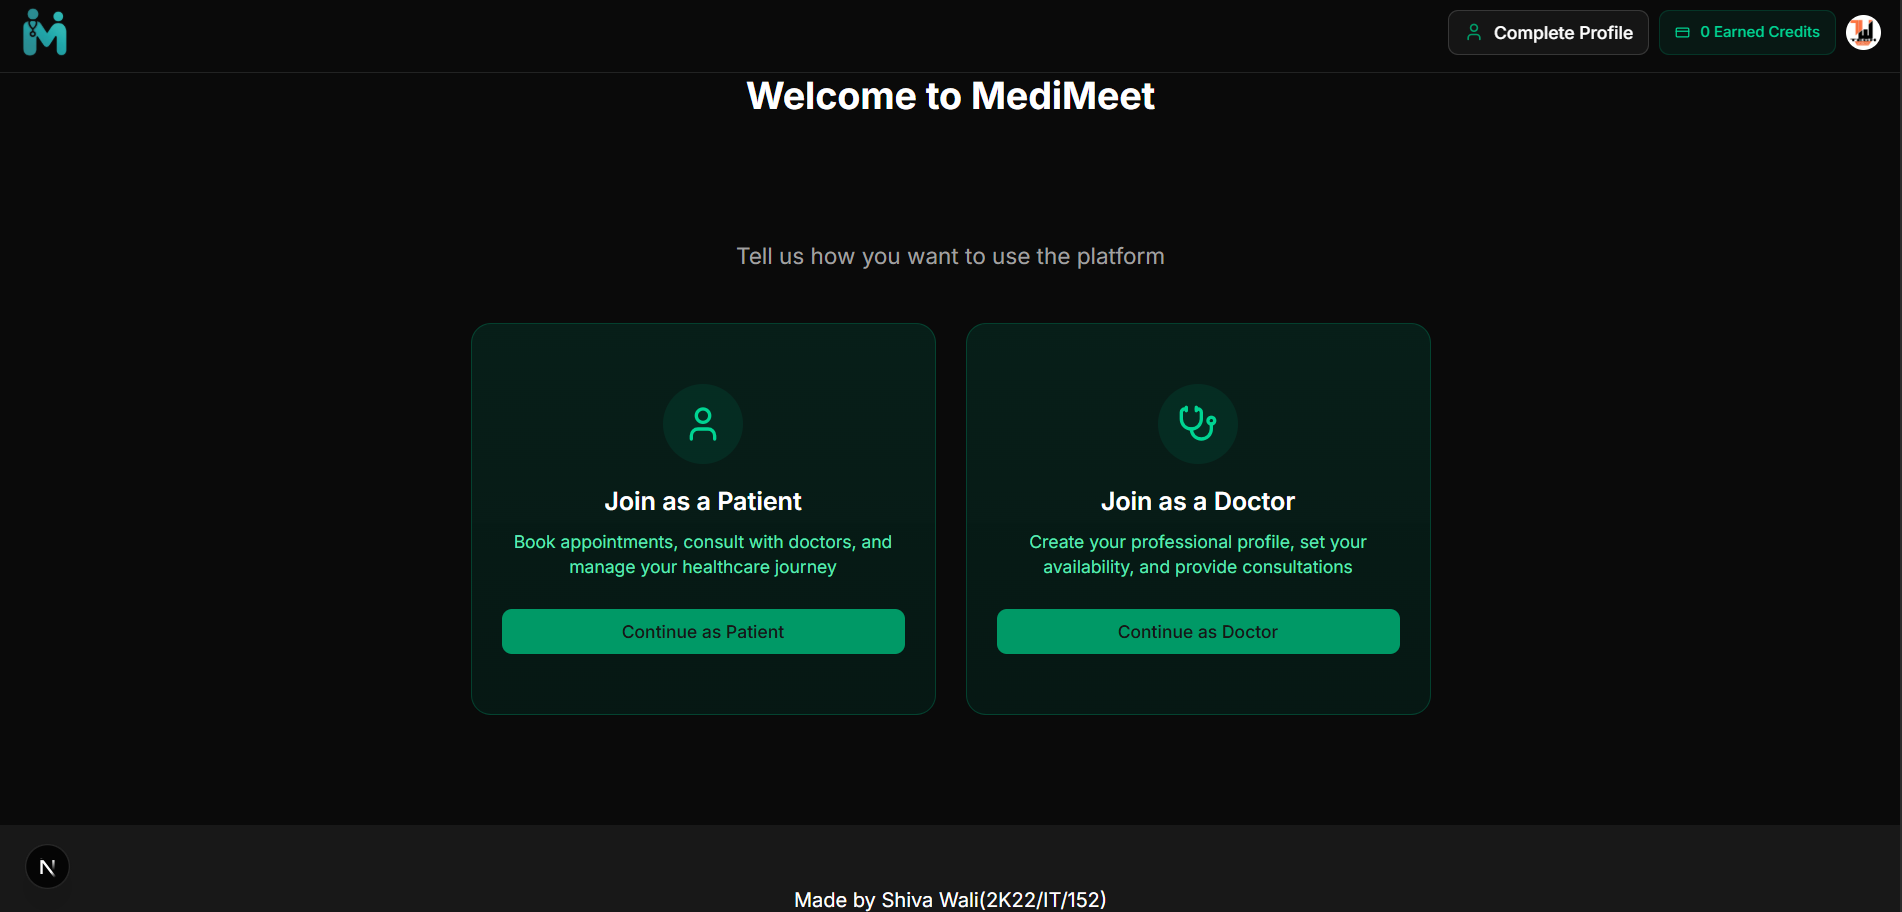 Complete Profile
0 Earned Credits
Welcome to MediMeet
Tell us how you want to use the platform
Join as a Patient
Book appointments, consult with doctors, and
manage your healthcare journey
Continue as Patient
Join as a Doctor
Create your professional profile, set your
availability, and provide consultations
Continue as Doctor
N
Made by Shiva Wali(2K22/IT/152)